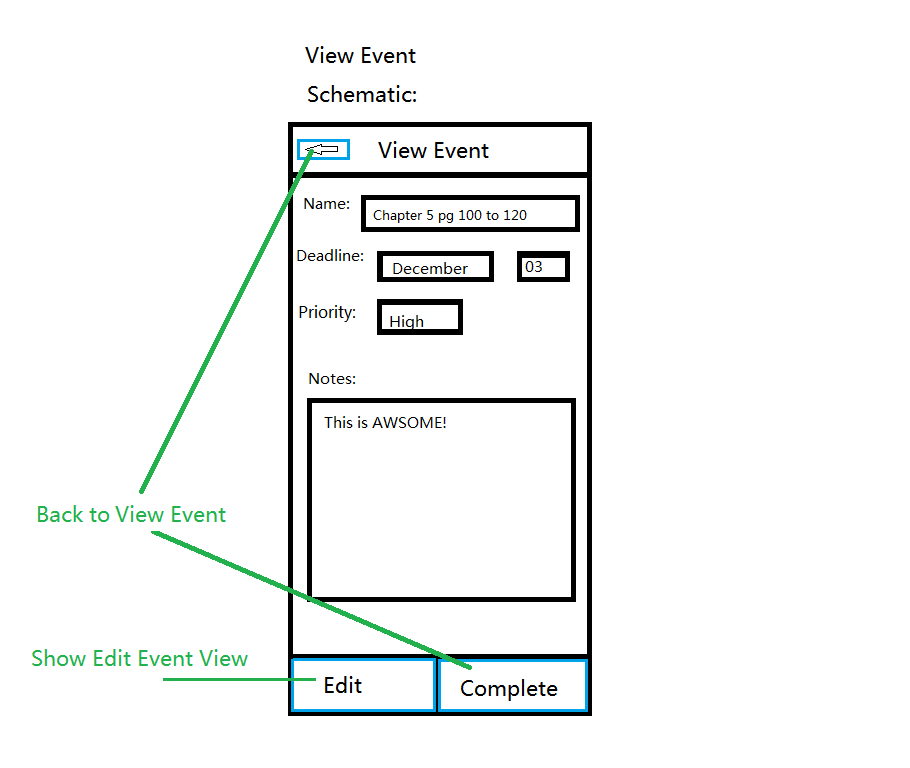 View Event
Schematic:
View Event
Name: Chapter 5 pg 100 to 120
Deadline: December 03
Priority: High
Notes:
This is AWSOME!
Back to View Event
Show Edit Event View
Edit Complete